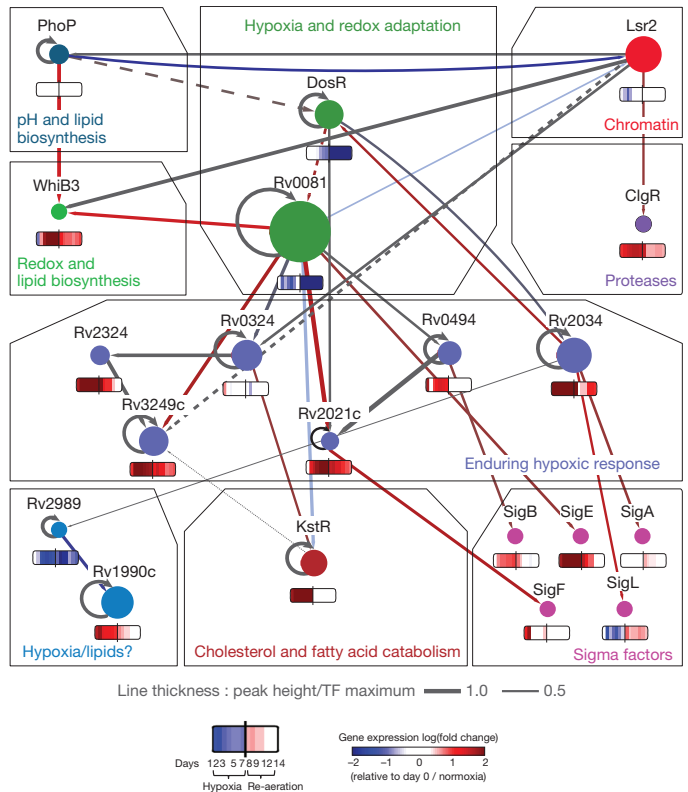 PhoP
Hypoxia and redox adaptation
Lsr2
DosR
pH and lipid
biosynthesis
Chromatin
WhiB3
Rv0081
ClgR
Redox and
lipid biosynthesis
Proteases
Rv2324
Rv0324
Rv0494
Rv2034
Rv3249c
Rv2021c
Enduring hypoxic response
Rv2989
KstR
SigB
SigE
SigA
Rv1990c
SigF
SigL
Hypoxia/lipids?
Cholesterol and fatty acid catabolism
Sigma factors
Line thickness : peak height/TF maximum 1.0 0.5
Gene expression log(fold change)
Days 123 5 7 8 9 12 14
−2 −1 0 1 2
Hypoxia Re-aeration
(relative to day 0 / normoxia)